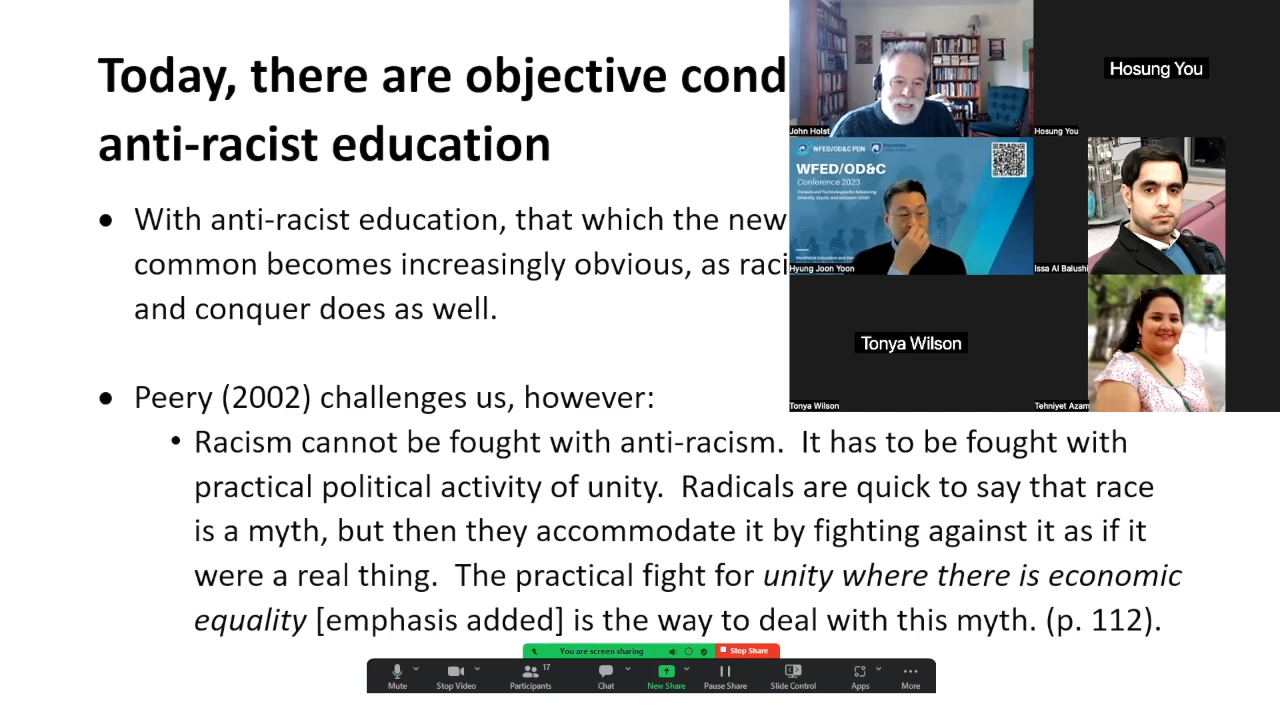 Today, there are objective cond
anti-racist education
With anti-racist education, that which the new
common becomes increasingly obvious, as raci
and conquer does as well.
Peery (2002) challenges us, however:
Racism cannot be fought with anti-racism. It has to be fought with
practical political activity of unity. Radicals are quick to say that race
is a myth, but then they accommodate it by fighting against it as if it
were a real thing. The practical fight for unity where there is economic
equality [emphasis added] is the way to deal with this myth. (p. 112).
John Holst
Hosung You
Hosung You
WFED/OD&C PDN
WFED/OD&C
Conference 2023
Hyung Joon Yoon
Issa Al Balushi
Tonya Wilson
Tonya Wilson
Tehniyet Azam
You are screen sharing
Stop Share
Mute
Stop Video
17
Participants
Chat
New Share
Pause Share
Slide Control
Apps
More